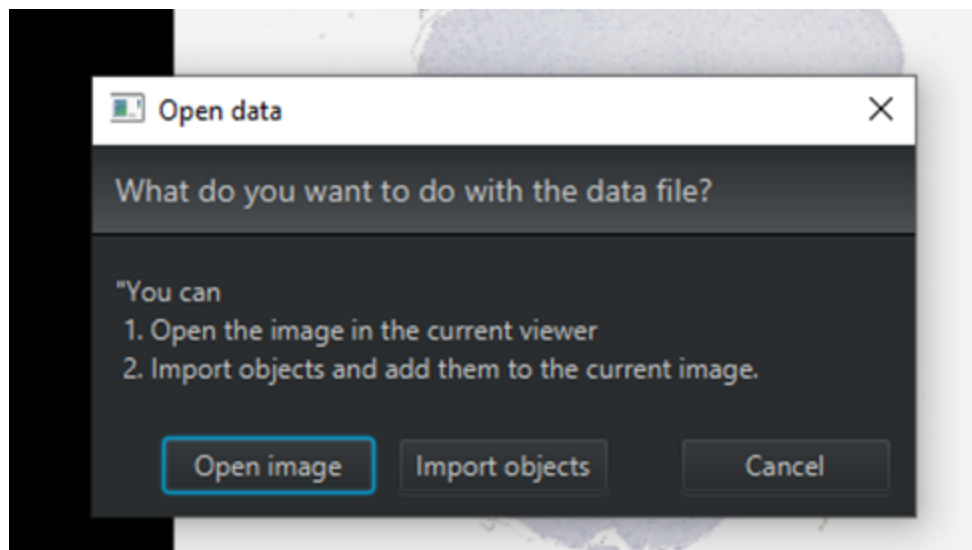 Open data
What do you want to do with the data file?
"You can
1. Open the image in the current viewer
2. Import objects and add them to the current image.
Open image Import objects Cancel